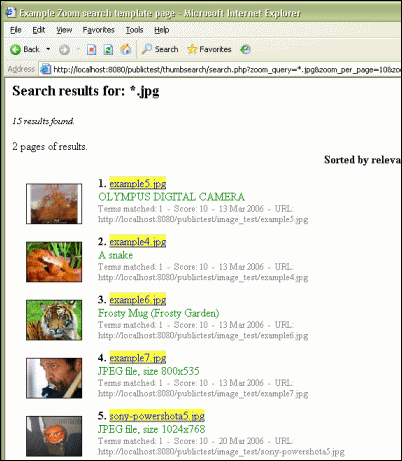 Example Zoom search template page - Microsoft Internet Explorer
File Edit View Favorites Tools Help
Back Search Favorites
Address http://localhost:8080/publictest/thumbsearch/search.php?zoom_query=*.jpg&zoom_per_page=10&zo
Search results for: *.jpg
15 results found.
2 pages of results.
Sorted by releva
1. example5.jpg
OLYMPUS DIGITAL CAMERA
Terms matched: 1 - Score: 10 - 13 Mar 2006 - URL:
http://localhost:8080/publictest/image_test/example5.jpg
2. example4.jpg
A snake
Terms matched: 1 - Score: 10 - 13 Mar 2006 - URL:
http://localhost:8080/publictest/image_test/example4.jpg
3. example6.jpg
Frosty Mug (Frosty Garden)
Terms matched: 1 - Score: 10 - 13 Mar 2006 - URL:
http://localhost:8080/publictest/image_test/example6.jpg
4. example7.jpg
JPEG file, size 800x535
Terms matched: 1 - Score: 10 - 13 Mar 2006 - URL:
http://localhost:8080/publictest/image_test/example7.jpg
5. sony-powershota5.jpg
JPEG file, size 1024x768
Terms matched: 1 - Score: 10 - 20 Mar 2006 - URL:
http://localhost:8080/publictest/image_test/sony-powershota5.jpg